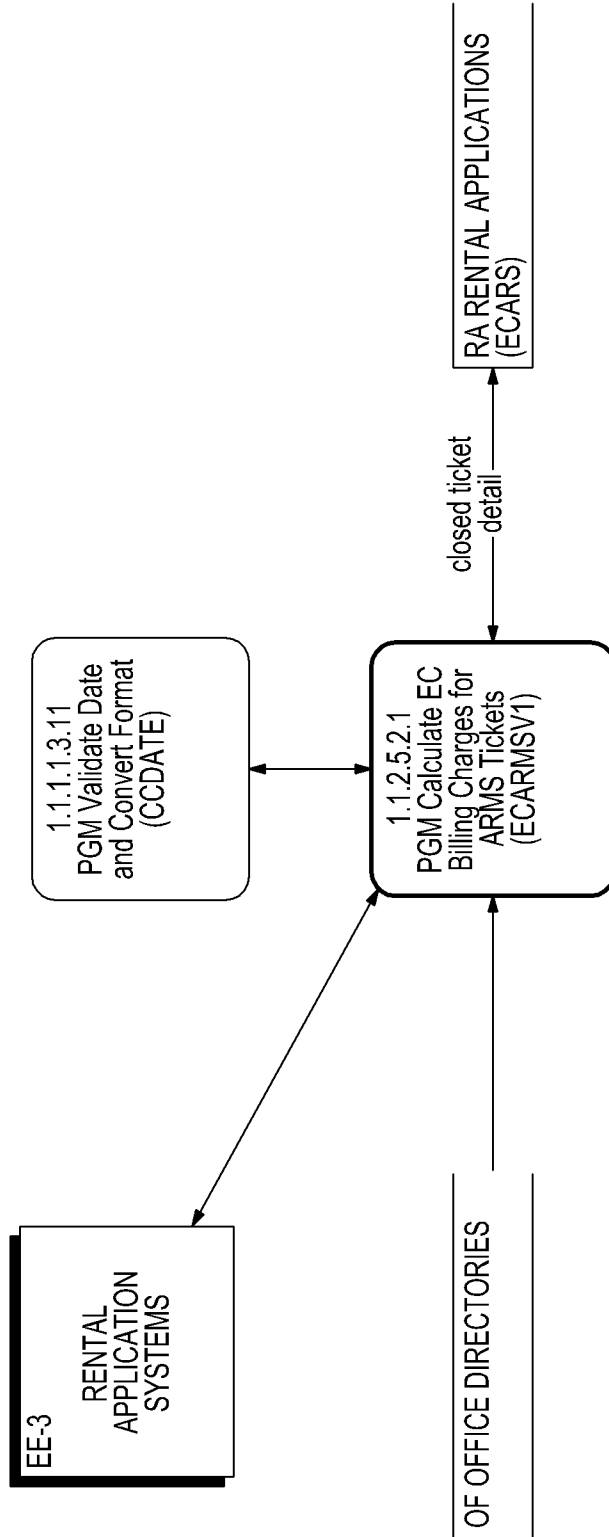 EE-3
RENTAL
APPLICATION
SYSTEMS
1.1.1.1.3.11
PGM Validate Date
and Convert Format
(CCDATE)
OF OFFICE DIRECTORIES
1.1.2.5.2.1
PGM Calculate EC
Billing Charges for
ARMS Tickets
(ECARMSV1)
closed ticket
detail
RA RENTAL APPLICATIONS
(ECARS)